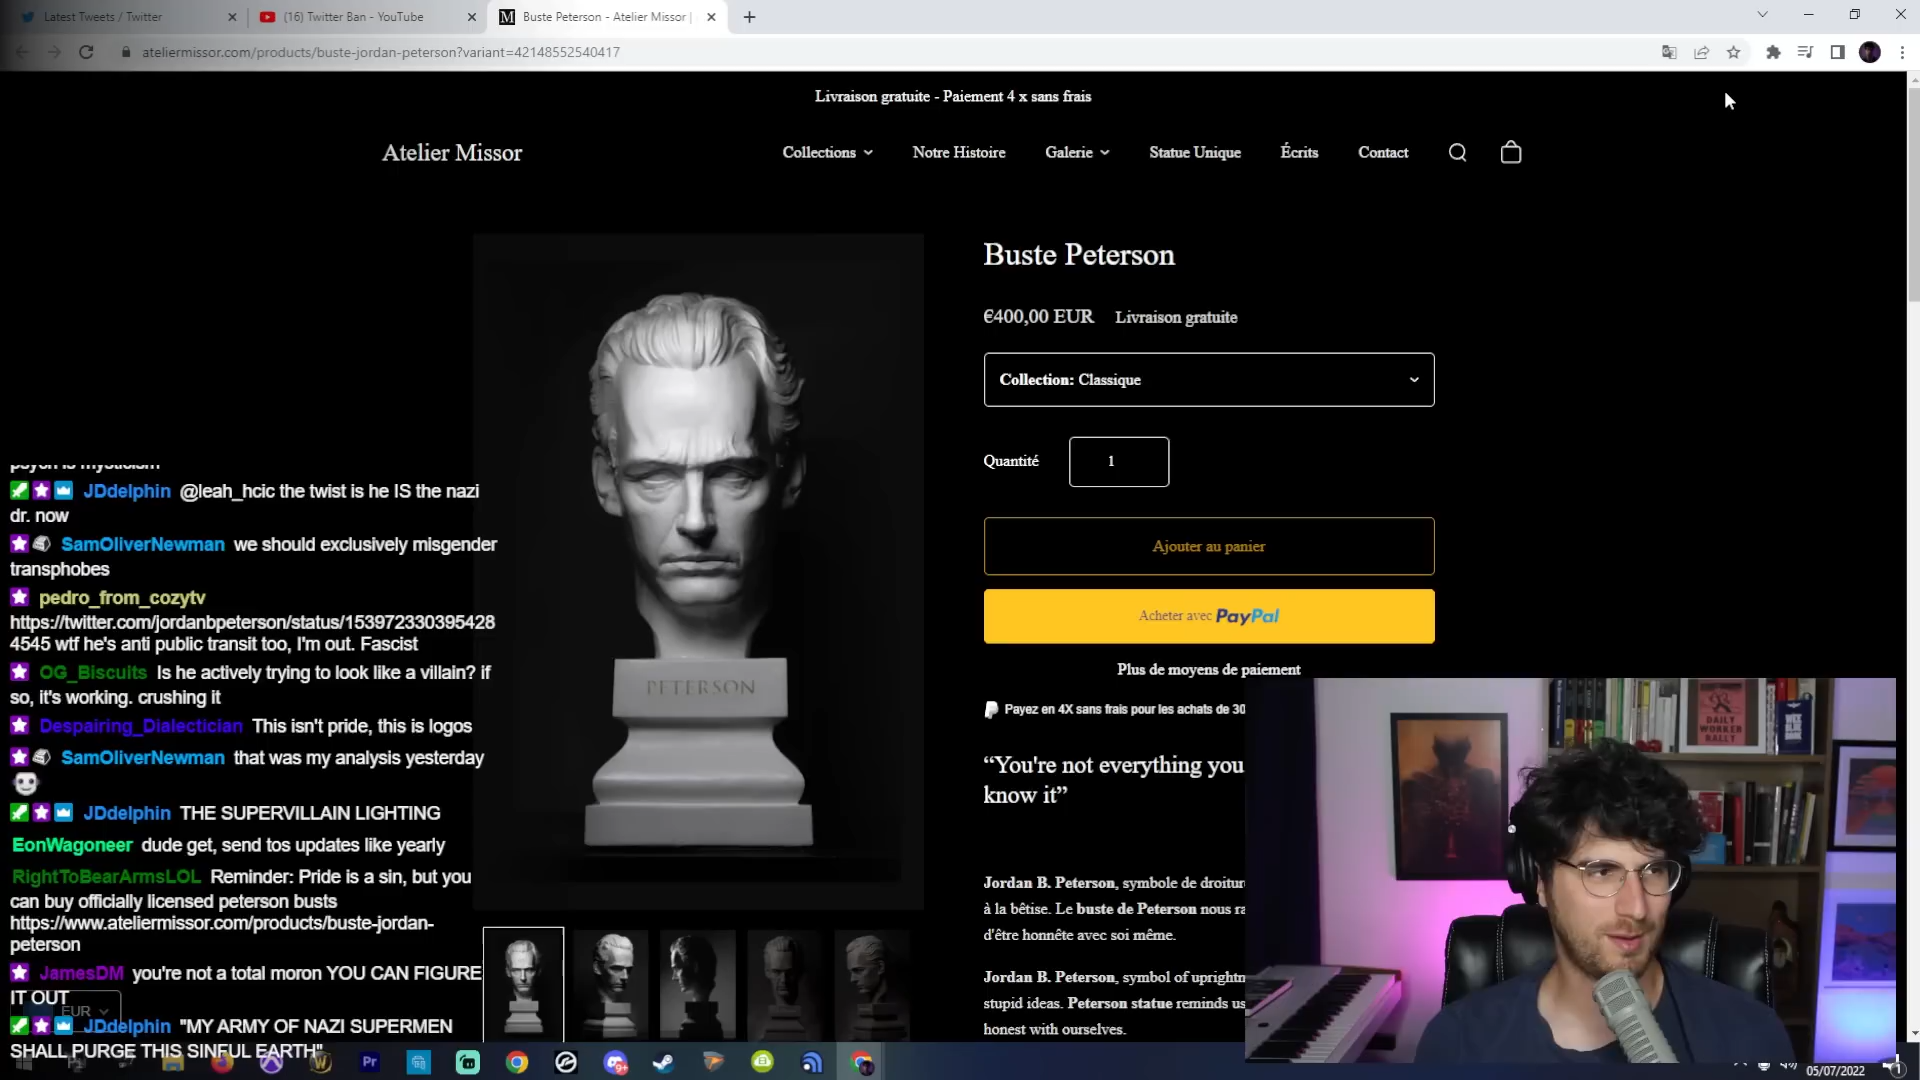 Latest Tweets / Twitter
(16) Twitter Ban - YouTube
Buste Peterson - Atelier Missor |
ateliermissor.com/products/buste-jordan-peterson?variant=42148552540417
Livraison gratuite - Paiement 4 x sans frais
Atelier Missor
Collections
Notre Histoire
Galerie
Statue Unique
Écrits
Contact
Buste Peterson
€400,00 EUR Livraison gratuite
Collection: Classique
Quantité 1
Ajouter au panier
Acheter avec PayPal
Plus de moyens de paiement
Payez en 4X sans frais pour les achats de 30
“You're not everything you
know it”
Jordan B. Peterson, symbole de droiture
à la bêtise. Le buste de Peterson nous ra
d'être honnête avec soi même.
Jordan B. Peterson, symbol of uprightn
stupid ideas. Peterson statue reminds us
honest with ourselves.
PETERSON
psych is mysticism
JDdelphin @leah_hcic the twist is he IS the nazi
dr. now
SamOliverNewman we should exclusively misgender
transphobes
pedro_from_cozytv
https://twitter.com/jordanbpeterson/status/153972330395428
4545 wtf he's anti public transit too, I'm out. Fascist
OG_Biscuits Is he actively trying to look like a villain? if
so, it's working. crushing it
Despairing_Dialectician This isn't pride, this is logos
SamOliverNewman that was my analysis yesterday
JDdelphin THE SUPERVILLAIN LIGHTING
EonWagoneer dude get, send tos updates like yearly
RightToBearArmsLOL Reminder: Pride is a sin, but you
can buy officially licensed peterson busts
https://www.ateliermissor.com/products/buste-jordan-
peterson
JamesDM you're not a total moron YOU CAN FIGURE
IT OUT
EUR
JDdelphin "MY ARMY OF NAZI SUPERMEN
SHALL PURGE THIS SINFUL EARTH"
DAILY
WORKER
RALLY
05/07/2022